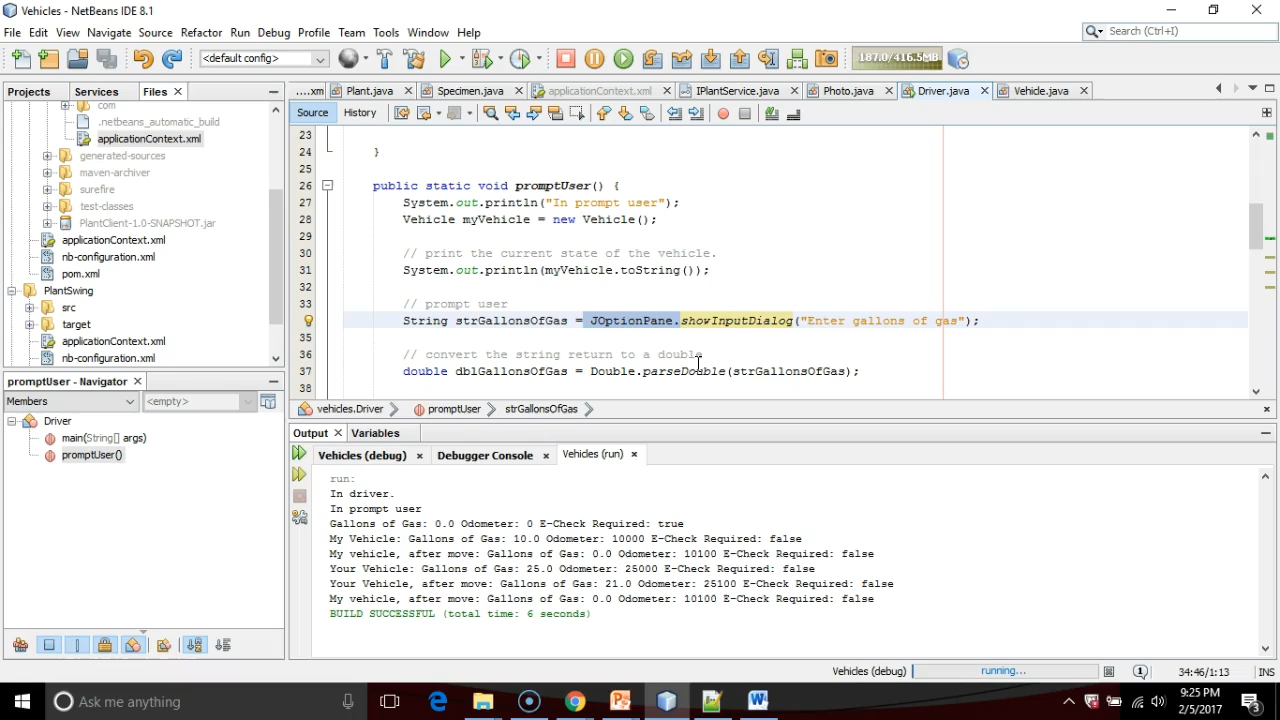 Vehicles - NetBeans IDE 8.1
File Edit View Navigate Source Refactor Run Debug Profile Team Tools Window Help
Search (Ctrl+I)
<default config>
187.0/416.5MB
Projects Services Files
...xm Plant.java Specimen.java applicationContext.xml IPlantService.java Photo.java Driver.java Vehicle.java
Source History
com
.netbeans_automatic_build
applicationContext.xml
generated-sources
maven-archiver
surefire
test-classes
PlantClient-1.0-SNAPSHOT.jar
applicationContext.xml
nb-configuration.xml
pom.xml
PlantSwing
src
target
applicationContext.xml
nb-configuration.xml
23
24 }
25
26 public static void promptUser() {
27 System.out.println("In prompt user");
28 Vehicle myVehicle = new Vehicle();
29
30 // print the current state of the vehicle.
31 System.out.println(myVehicle.toString());
32
33 // prompt user
String strGallonsOfGas = JOptionPane.showInputDialog("Enter gallons of gas");
35
36 // convert the string return to a double
37 double dblGallonsOfGas = Double.parseDouble(strGallonsOfGas);
38
vehicles.Driver promptUser strGallonsOfGas
promptUser - Navigator
Members <empty>
Driver
main(String[] args)
promptUser()
Output Variables
Vehicles (debug) Debugger Console Vehicles (run)
run:
In driver.
In prompt user
Gallons of Gas: 0.0 Odometer: 0 E-Check Required: true
My Vehicle: Gallons of Gas: 10.0 Odometer: 10000 E-Check Required: false
My vehicle, after move: Gallons of Gas: 0.0 Odometer: 10100 E-Check Required: false
Your Vehicle: Gallons of Gas: 25.0 Odometer: 25000 E-Check Required: false
Your Vehicle, after move: Gallons of Gas: 21.0 Odometer: 25100 E-Check Required: false
My vehicle, after move: Gallons of Gas: 0.0 Odometer: 10100 E-Check Required: false
BUILD SUCCESSFUL (total time: 6 seconds)
Vehicles (debug) running... 1 34:46/1:13 INS
Ask me anything
9:25 PM
2/5/2017
3